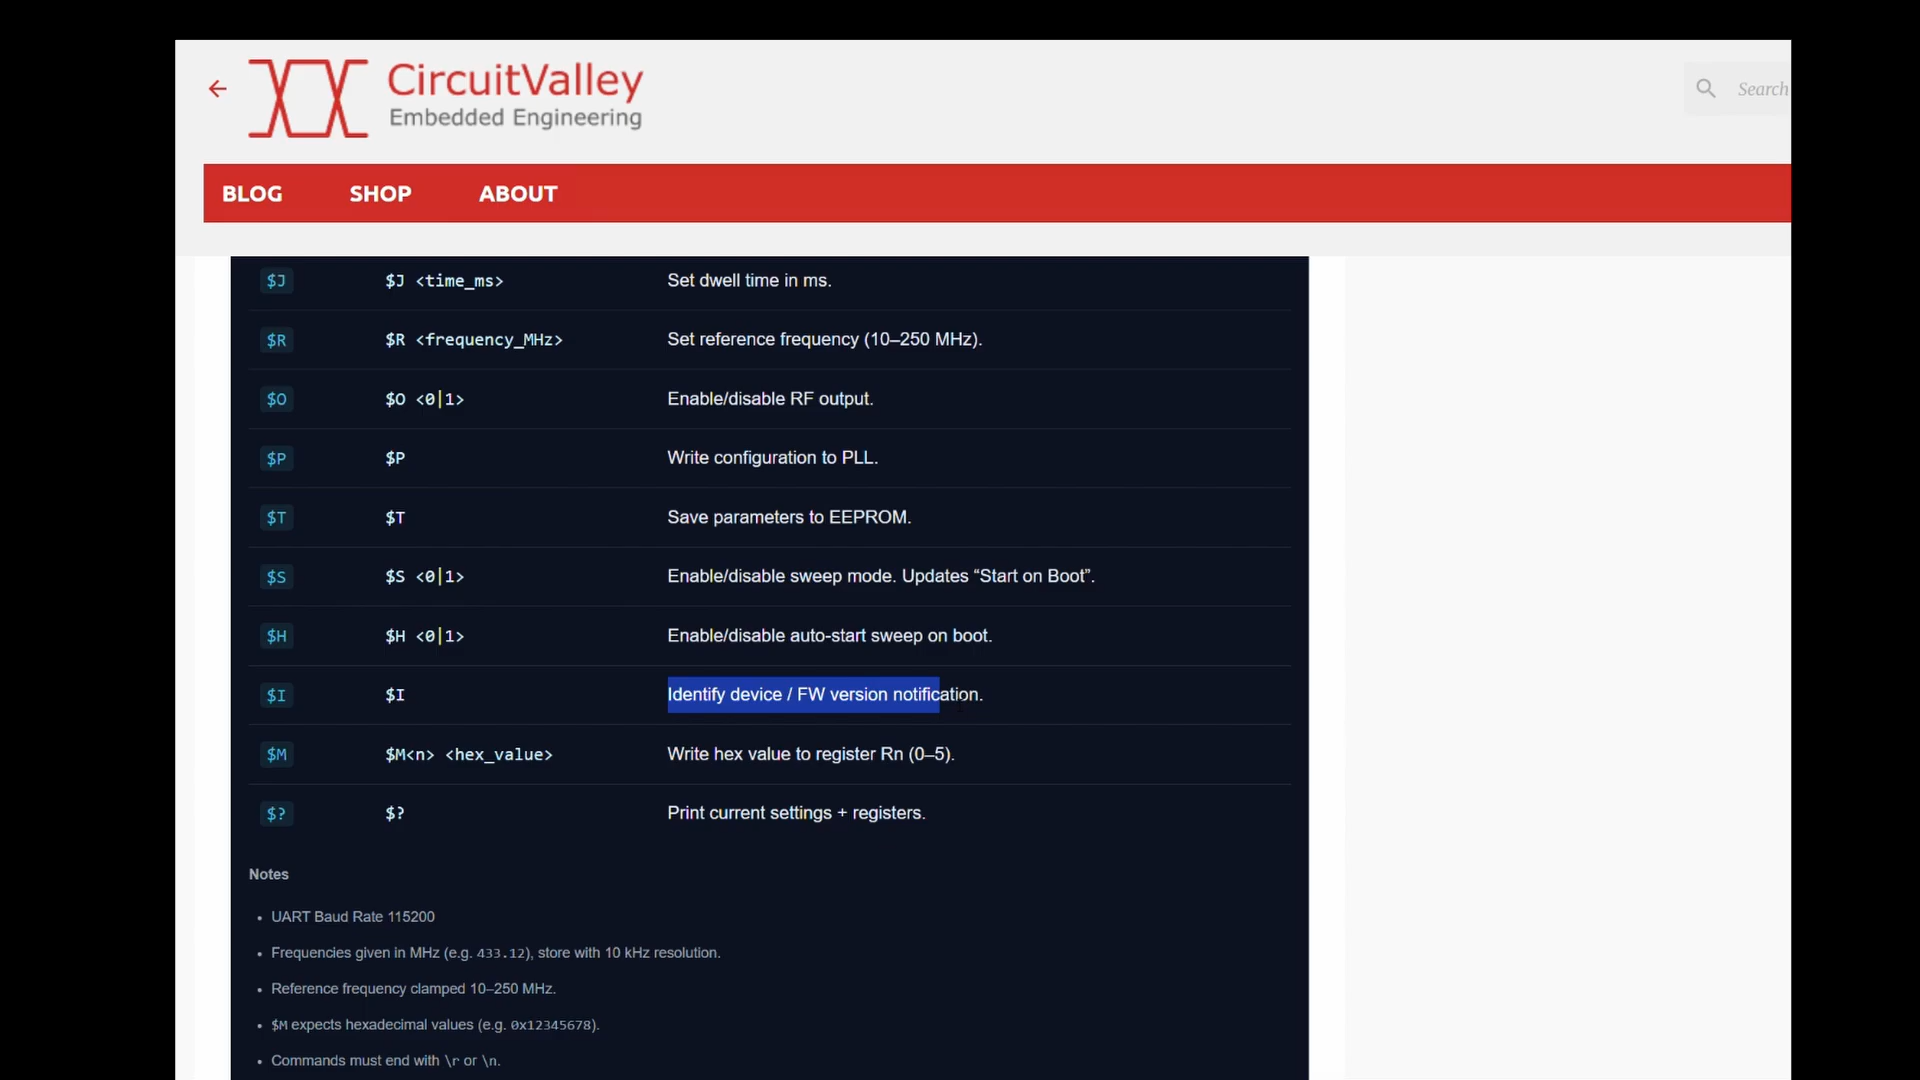 CircuitValley
Embedded Engineering
Search
BLOG SHOP ABOUT
$J $J <time_ms> Set dwell time in ms.
$R $R <frequency_MHz> Set reference frequency (10–250 MHz).
$O $O <0|1> Enable/disable RF output.
$P $P Write configuration to PLL.
$T $T Save parameters to EEPROM.
$S $S <0|1> Enable/disable sweep mode. Updates “Start on Boot”.
$H $H <0|1> Enable/disable auto-start sweep on boot.
$I $I Identify device / FW version notification.
$M $M<n> <hex_value> Write hex value to register Rn (0–5).
$? $? Print current settings + registers.
Notes
• UART Baud Rate 115200
• Frequencies given in MHz (e.g. 433.12), store with 10 kHz resolution.
• Reference frequency clamped 10–250 MHz.
• $M expects hexadecimal values (e.g. 0x12345678).
• Commands must end with \r or \n.